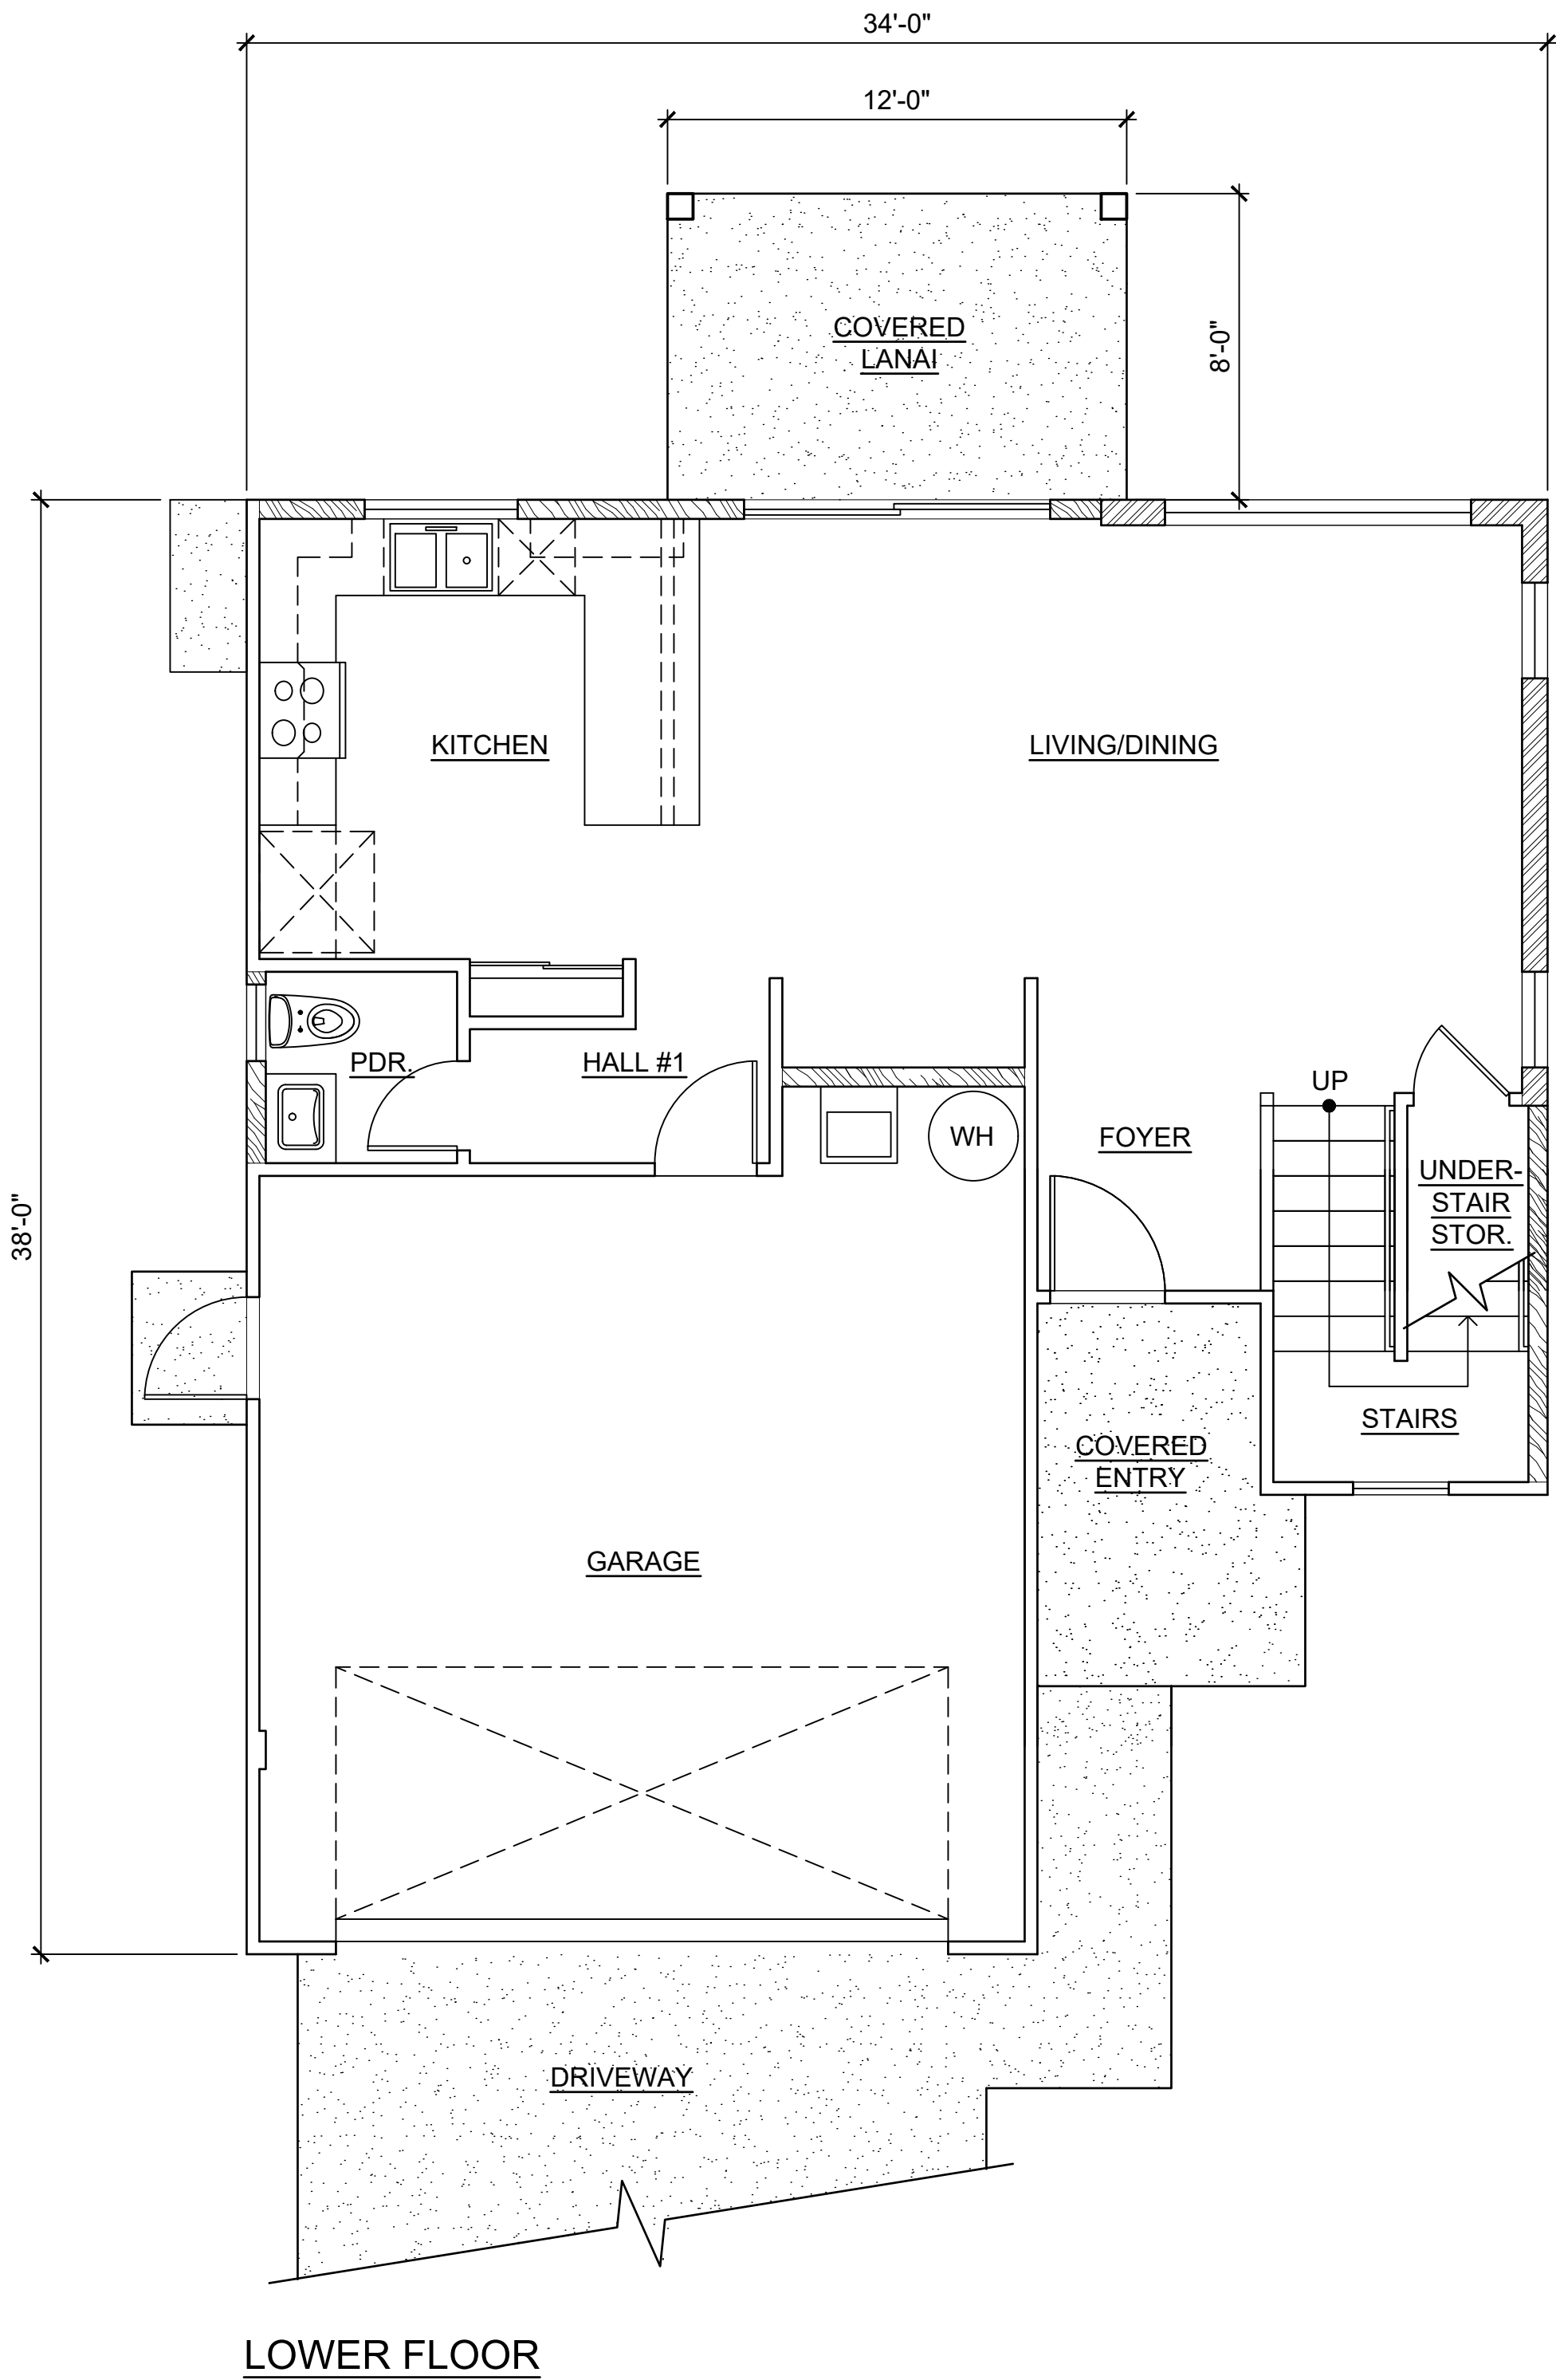 34'-0"
12'-0"
COVERED
LANAI
8'-0"
KITCHEN
LIVING/DINING
PDR.
HALL #1
UP
WH
FOYER
UNDER-
STAIR
STOR.
38'-0"
STAIRS
COVERED
ENTRY
GARAGE
DRIVEWAY
LOWER FLOOR